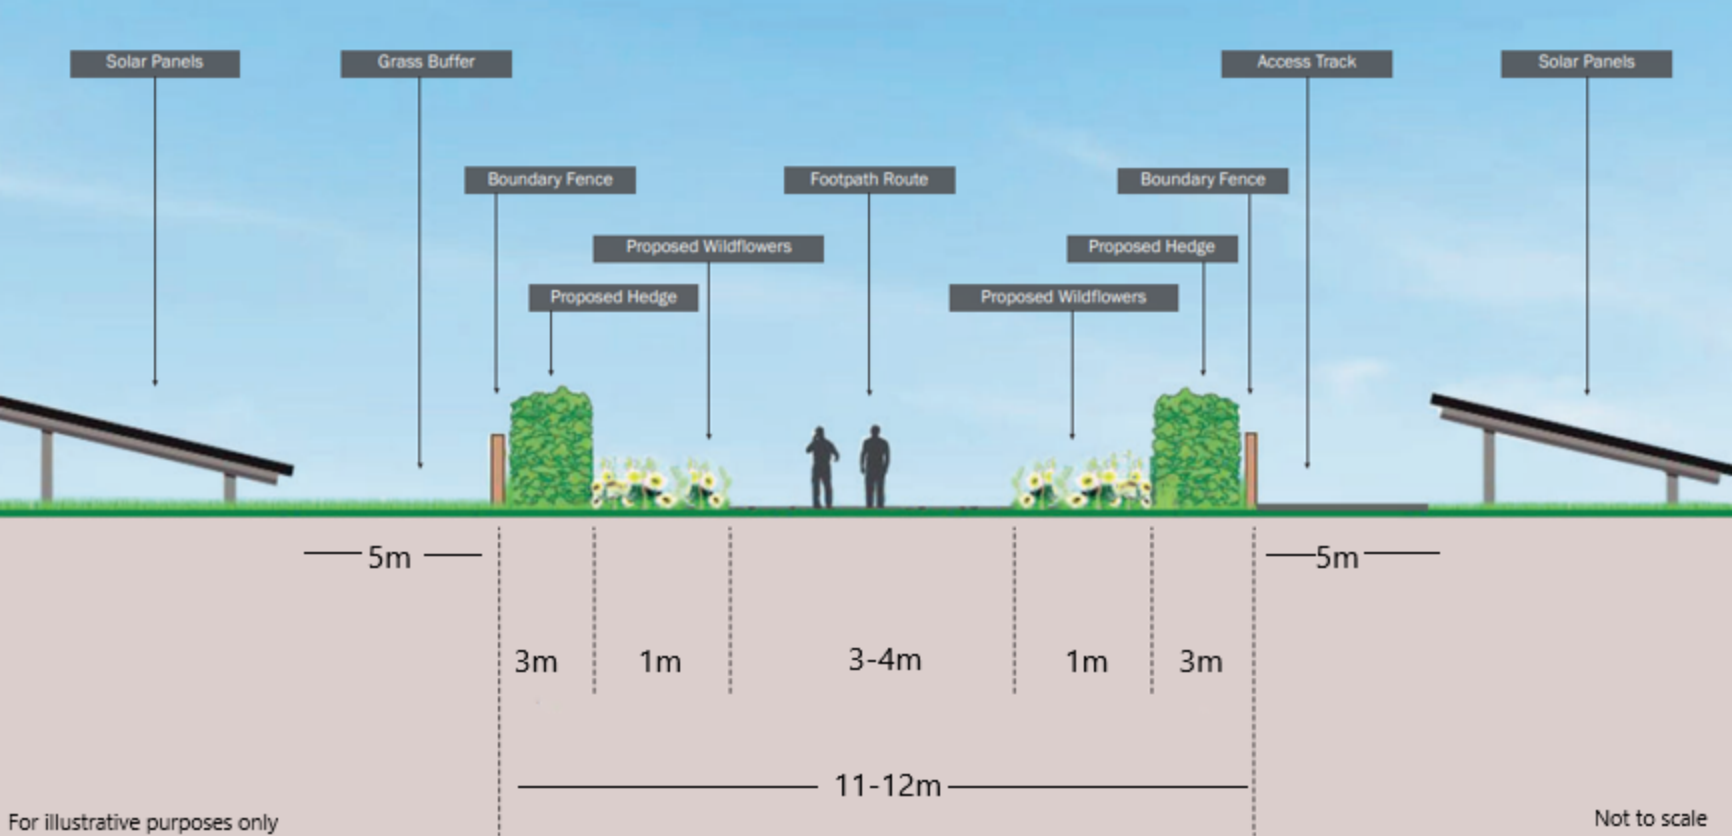 Solar Panels
Grass Buffer
Access Track
Solar Panels
Boundary Fence
Footpath Route
Boundary Fence
Proposed Wildflowers
Proposed Hedge
Proposed Hedge
Proposed Wildflowers
5m
5m
3m
1m
3-4m
1m
3m
11-12m
For illustrative purposes only
Not to scale